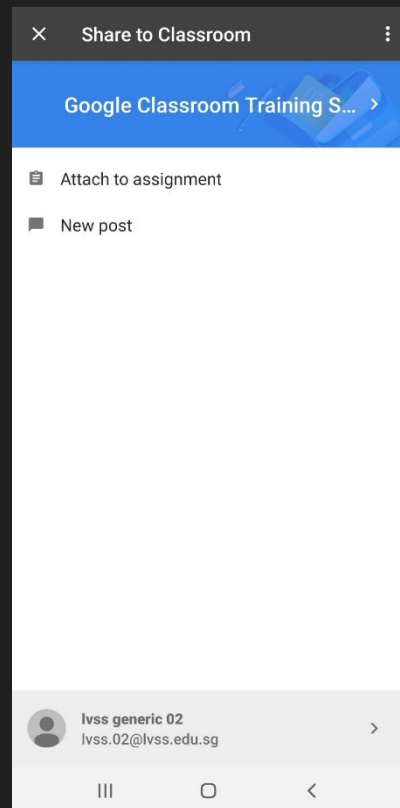 Share to Classroom
Google Classroom Training S...
Attach to assignment
New post
lvss generic 02
lvss.02@lvss.edu.sg